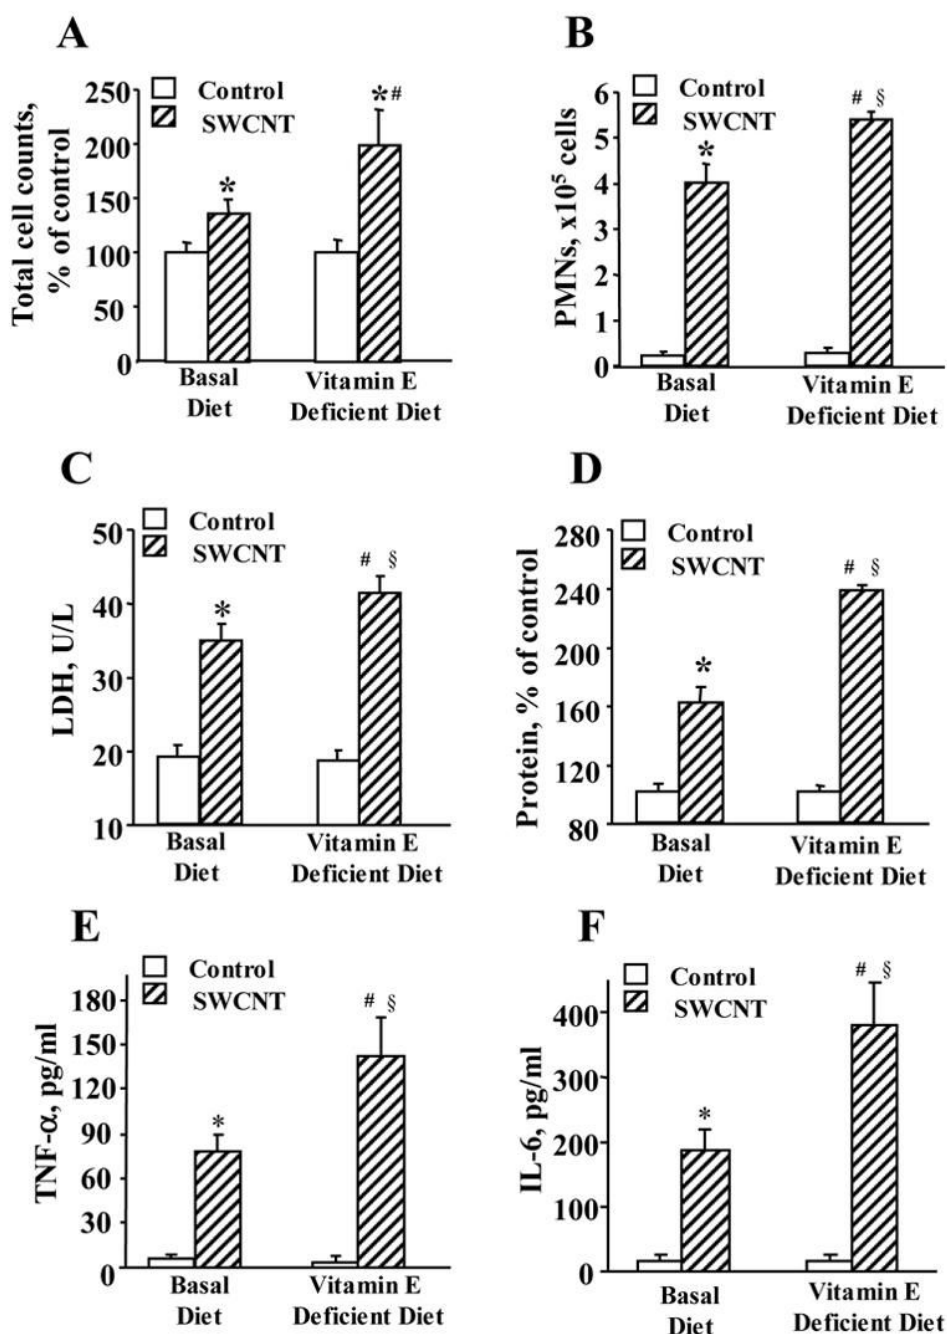 A
Total cell counts,
% of control
250
200
150
100
50
0
Control
SWCNT
*
*#
Basal
Diet
Vitamin E
Deficient Diet
B
PMNs, x10⁵ cells
6
5
4
3
2
1
0
Control
SWCNT
*
# §
Basal
Diet
Vitamin E
Deficient Diet
C
LDH, U/L
50
40
30
20
10
Control
SWCNT
*
# §
Basal
Diet
Vitamin E
Deficient Diet
D
Protein, % of control
280
240
200
160
120
80
Control
SWCNT
*
# §
Basal
Diet
Vitamin E
Deficient Diet
E
TNF-α, pg/ml
180
150
120
90
60
30
0
Control
SWCNT
*
# §
Basal
Diet
Vitamin E
Deficient Diet
F
IL-6, pg/ml
400
300
200
100
0
Control
SWCNT
*
# §
Basal
Diet
Vitamin E
Deficient Diet